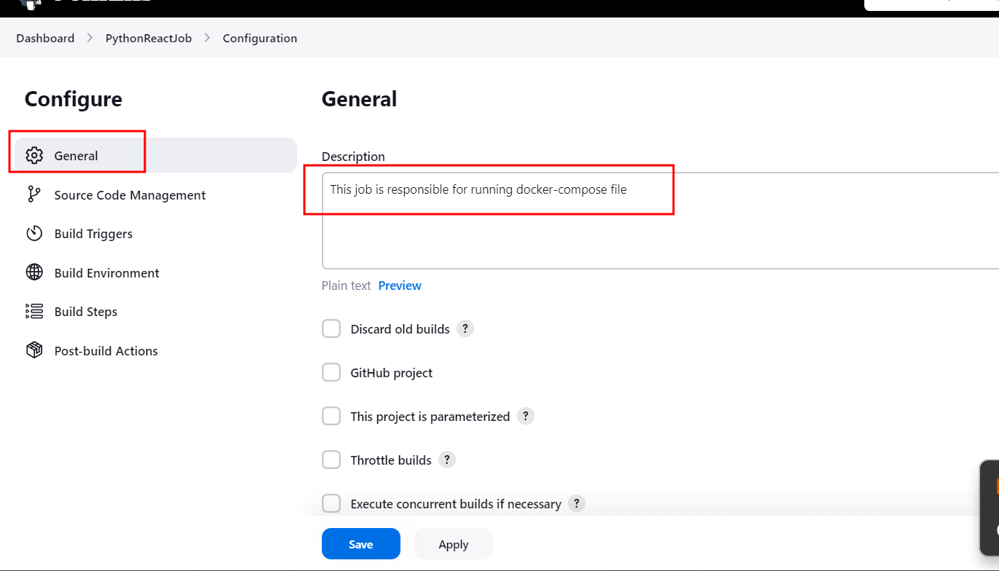 Dashboard > PythonReactJob > Configuration
Configure
General
Source Code Management
Build Triggers
Build Environment
Build Steps
Post-build Actions
General
Description
This job is responsible for running docker-compose file
Plain text Preview
Discard old builds ?
GitHub project
This project is parameterized ?
Throttle builds ?
Execute concurrent builds if necessary ?
Save Apply